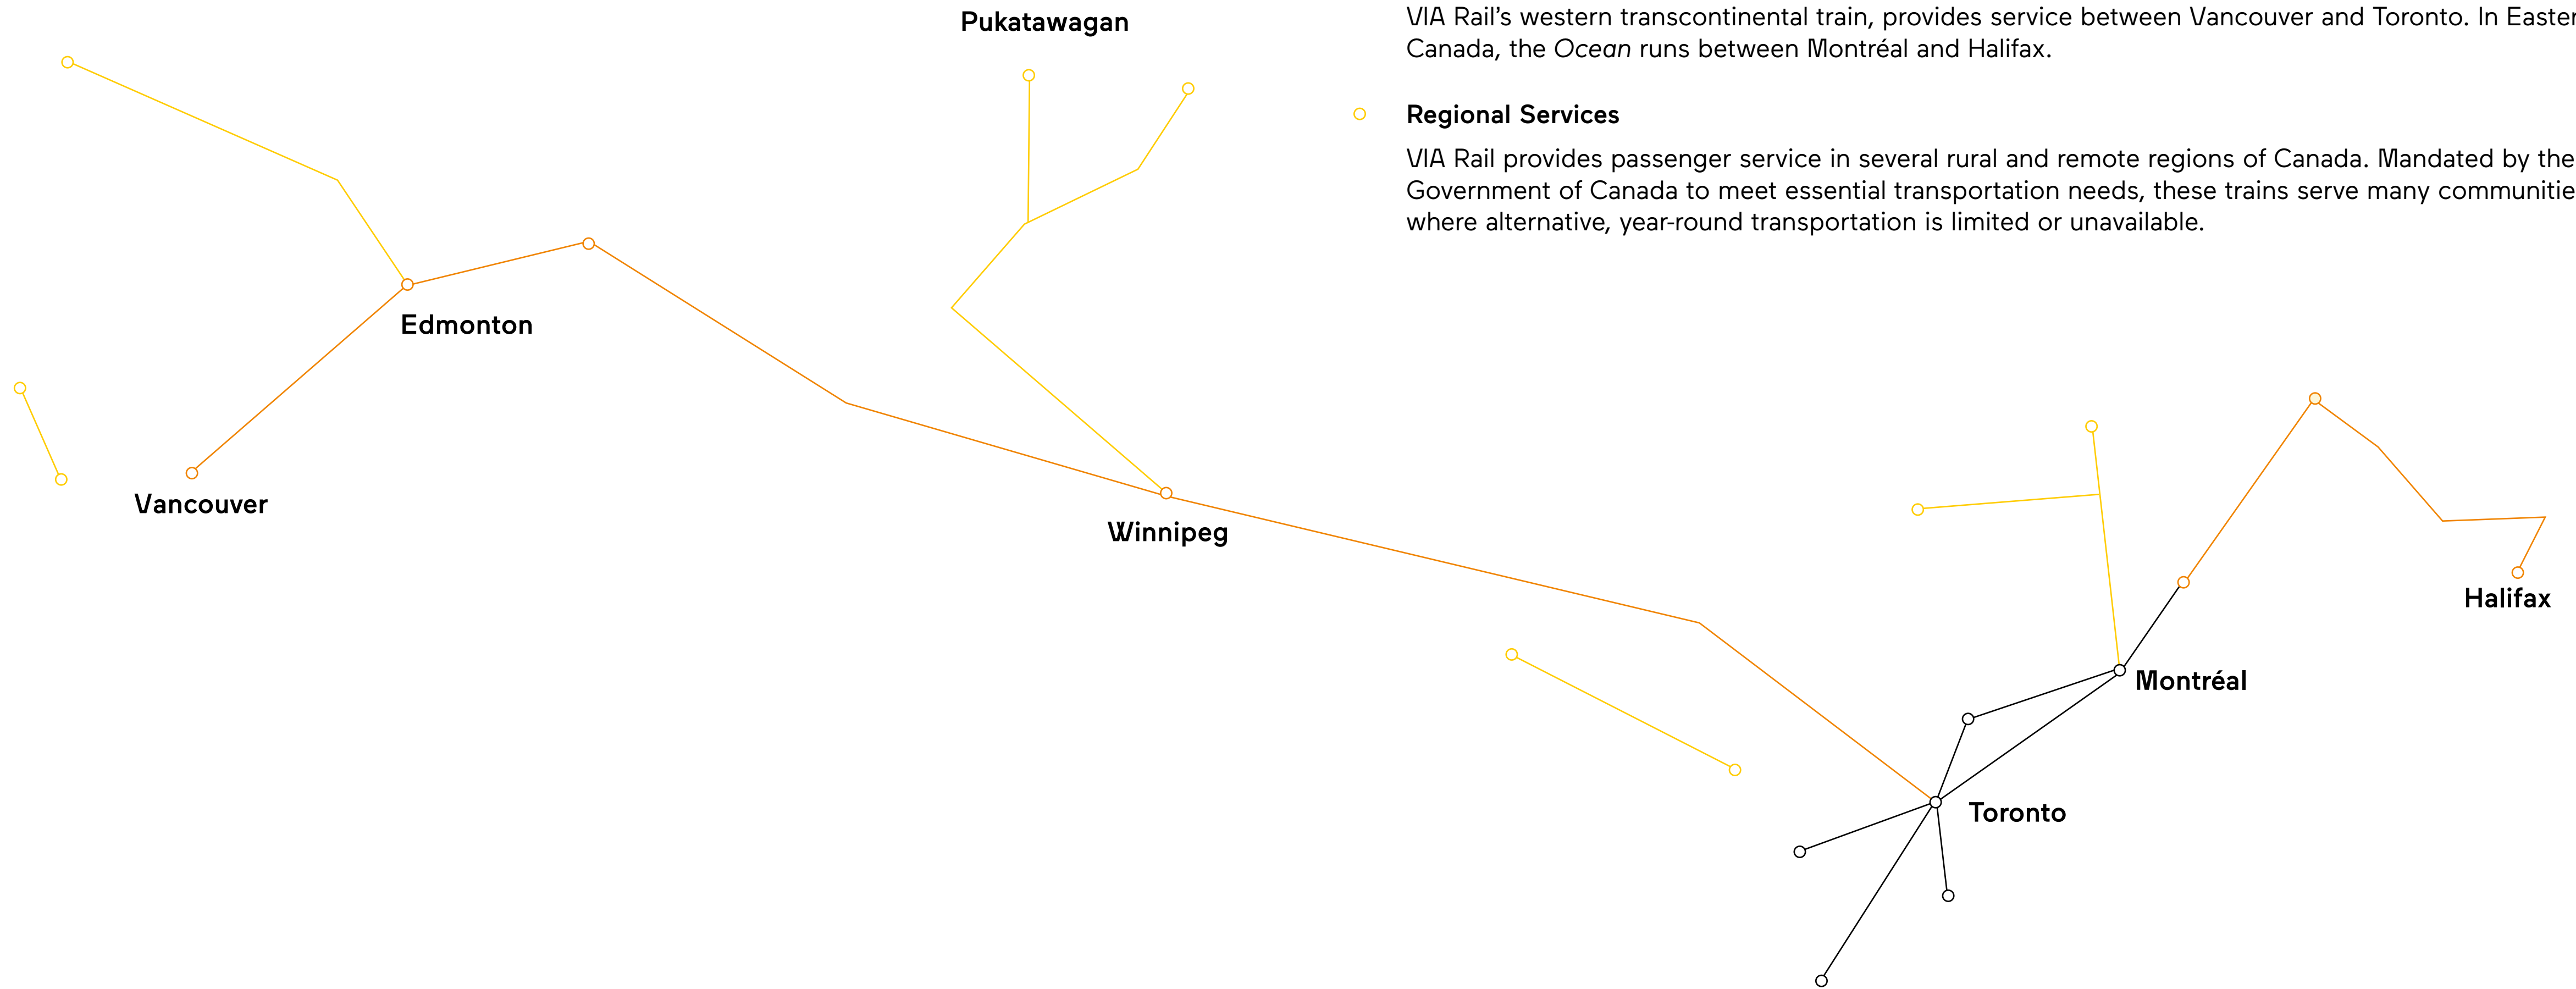 Pukatawagan
VIA Rail's western transcontinental train, provides service between Vancouver and Toronto. In Easter
Canada, the Ocean runs between Montréal and Halifax.
Regional Services
VIA Rail provides passenger service in several rural and remote regions of Canada. Mandated by the
Government of Canada to meet essential transportation needs, these trains serve many communitie
where alternative, year-round transportation is limited or unavailable.
Edmonton
Vancouver
Winnipeg
Halifax
Montréal
Toronto